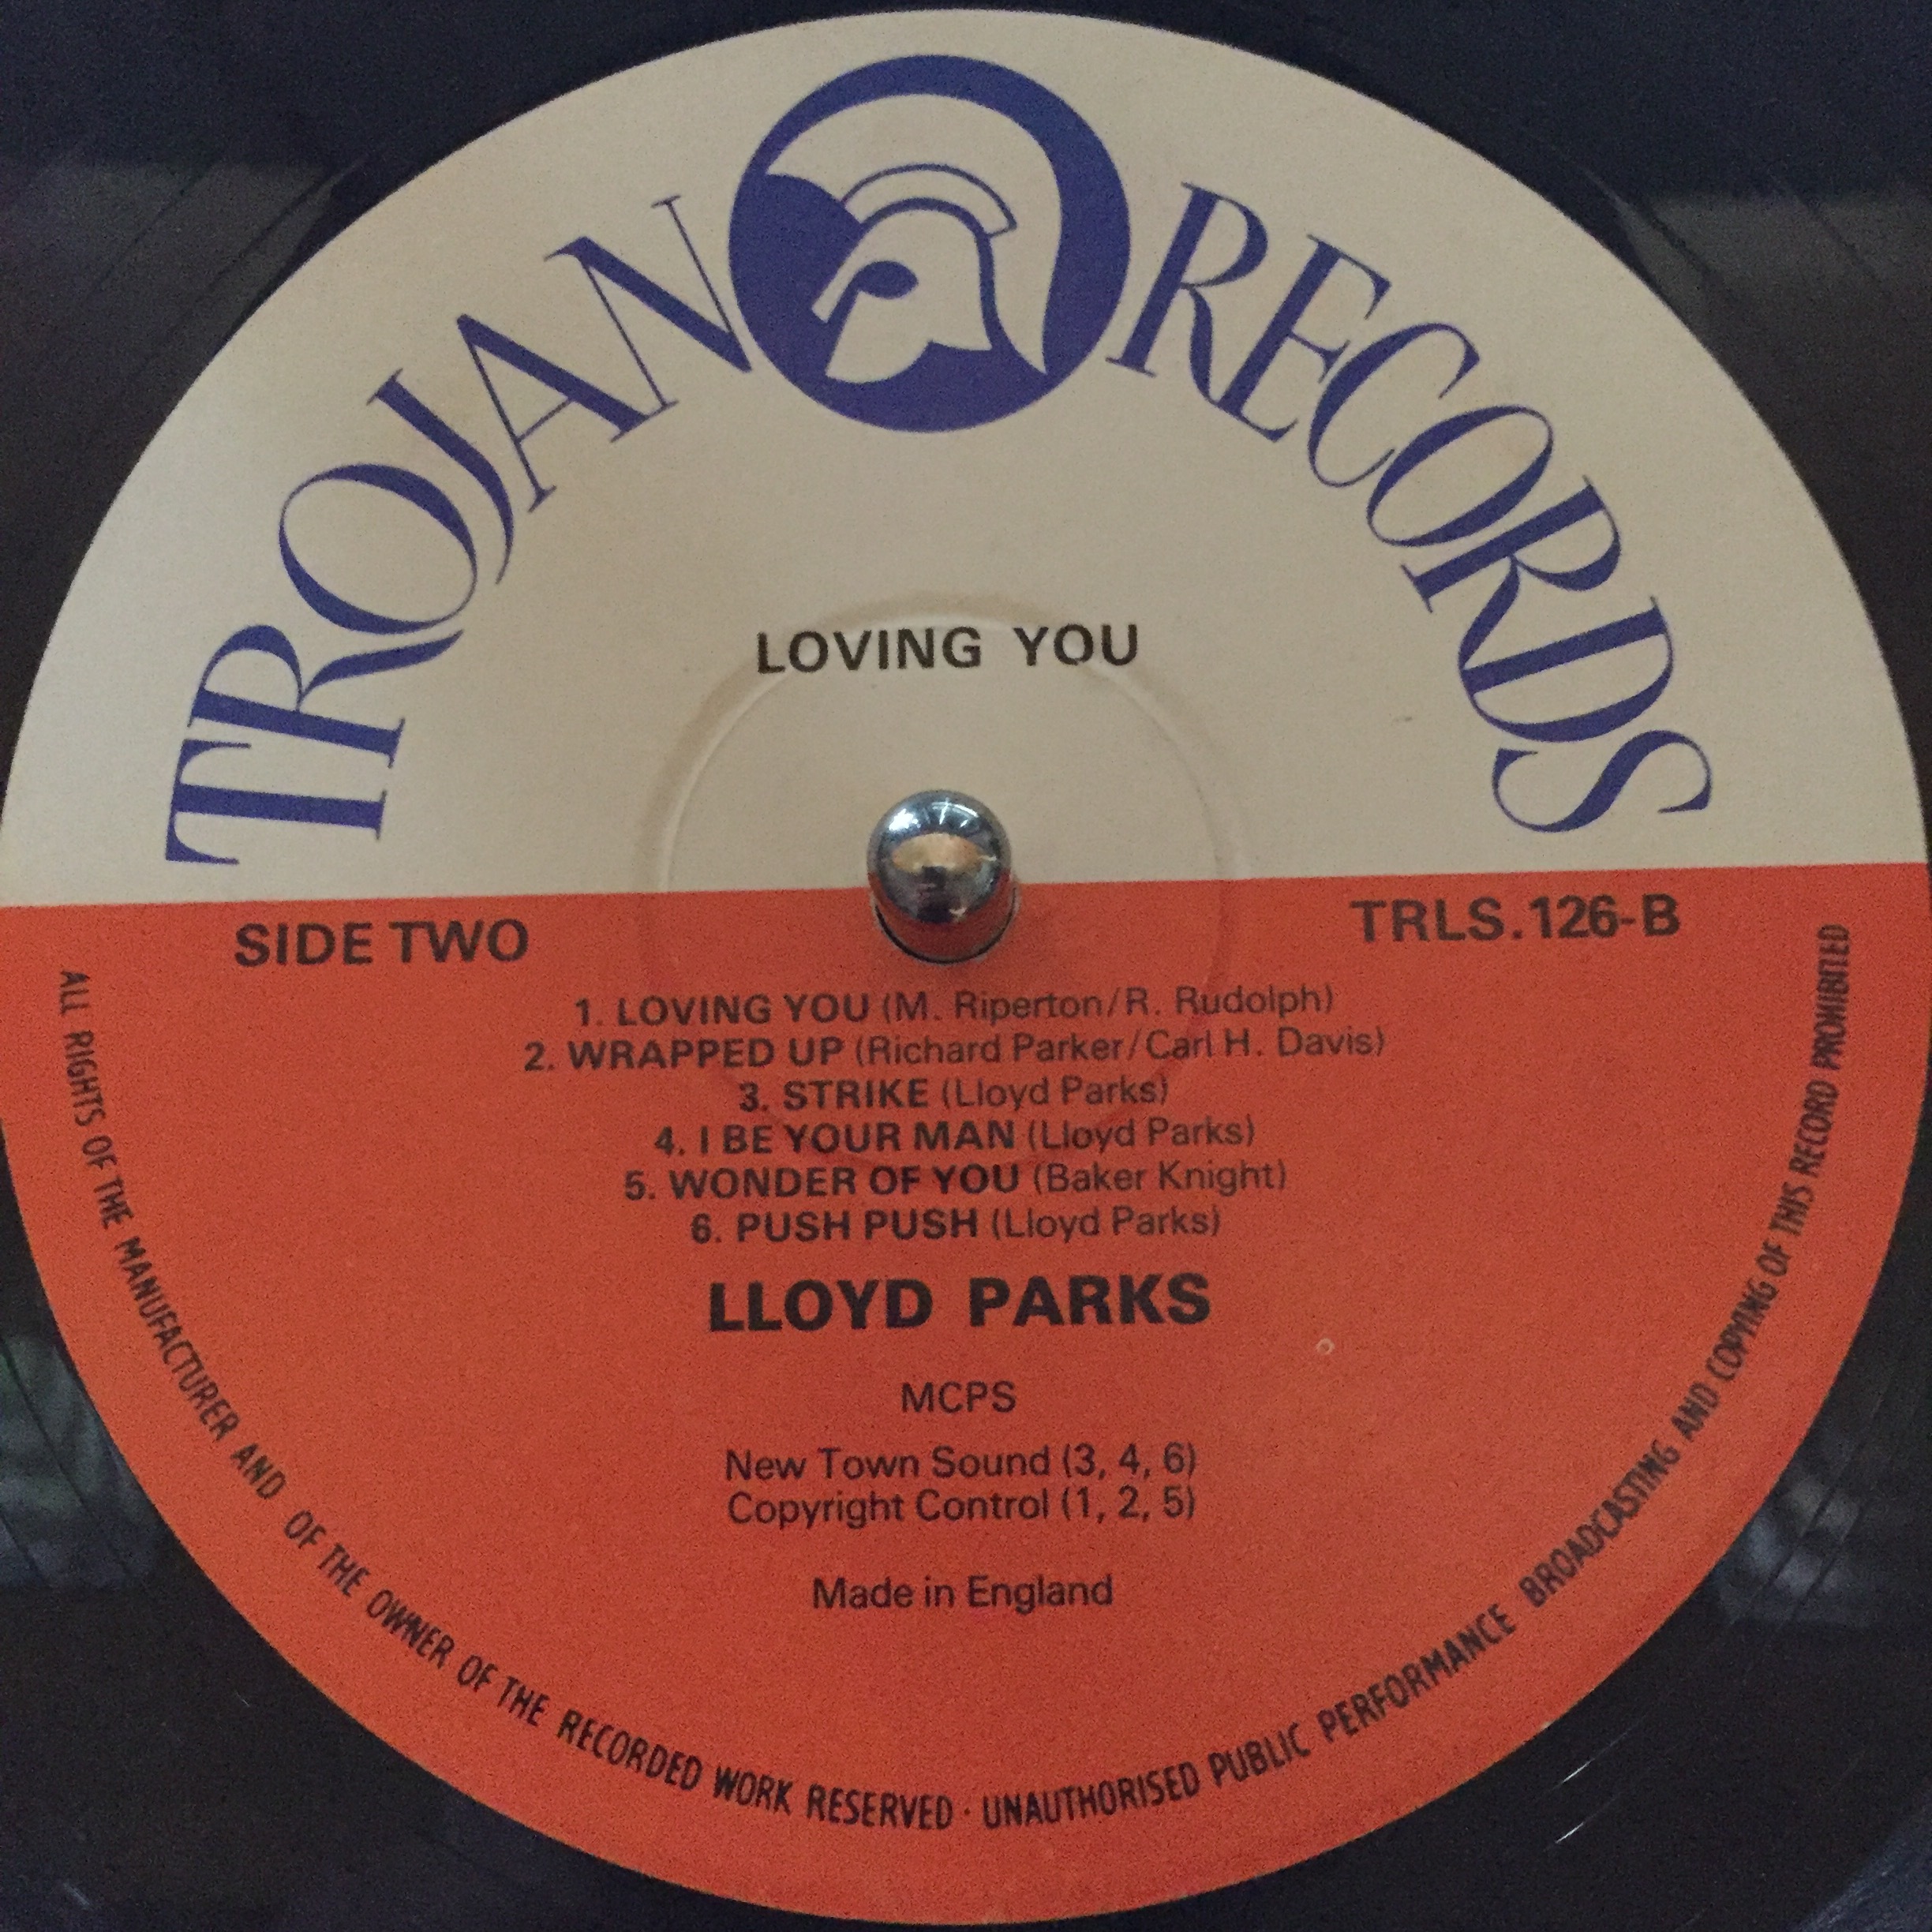 TROJAN RECORDS
LOVING YOU
SIDE TWO
TRLS.126-B
1. LOVING YOU (M. Riperton/R. Rudolph)
2. WRAPPED UP (Richard Parker/Carl H. Davis)
3. STRIKE (Lloyd Parks)
4. I BE YOUR MAN (Lloyd Parks)
5. WONDER OF YOU (Baker Knight)
6. PUSH PUSH (Lloyd Parks)
LLOYD PARKS
MCPS
New Town Sound (3, 4, 6)
Copyright Control (1, 2, 5)
Made in England
ALL RIGHTS OF THE MANUFACTURER AND OF THE OWNER OF THE RECORDED WORK RESERVED · UNAUTHORISED PUBLIC PERFORMANCE BROADCASTING AND COPYING OF THIS RECORD PROHIBITED